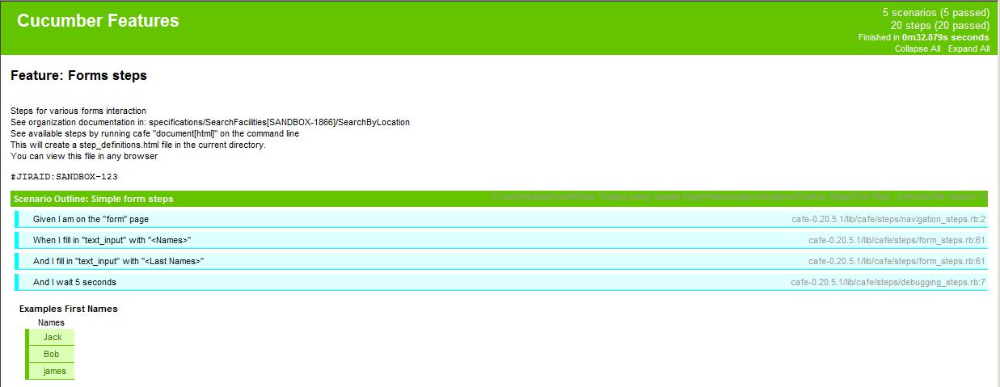 Cucumber Features
5 scenarios (5 passed)
20 steps (20 passed)
Finished in 0m32.879s seconds
Collapse All Expand All
Feature: Forms steps
Steps for various forms interaction
See organization documentation in: specifications/SearchFacilities[SANDBOX-1866]/SearchByLocation
See available steps by running cafe "document[html]" on the command line
This will create a step_definitions.html file in the current directory.
You can view this file in any browser
#JIRAID:SANDBOX-123
Scenario Outline: Simple form steps
Given I am on the "form" page cafe-0.20.5.1/lib/cafe/steps/navigation_steps.rb:2
When I fill in "text_input" with "<Names>" cafe-0.20.5.1/lib/cafe/steps/form_steps.rb:61
And I fill in "text_input" with "<Last Names>" cafe-0.20.5.1/lib/cafe/steps/form_steps.rb:61
And I wait 5 seconds cafe-0.20.5.1/lib/cafe/steps/debugging_steps.rb:7
Examples First Names
Names
Jack
Bob
james